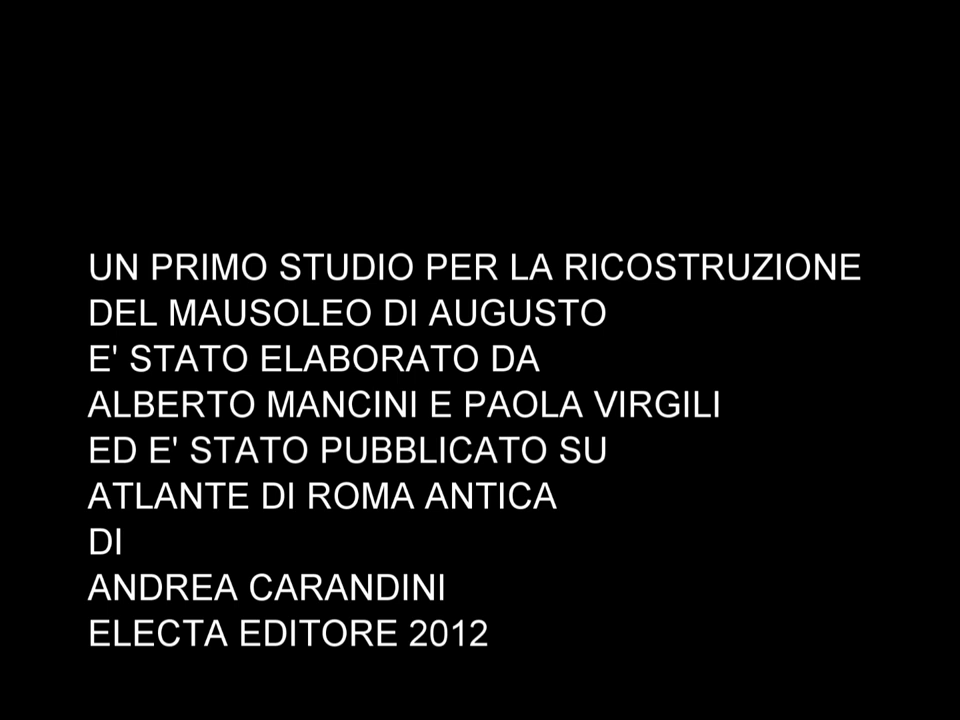 UN PRIMO STUDIO PER LA RICOSTRUZIONE
DEL MAUSOLEO DI AUGUSTO
E' STATO ELABORATO DA
ALBERTO MANCINI E PAOLA VIRGILI
ED E' STATO PUBBLICATO SU
ATLANTE DI ROMA ANTICA
DI
ANDREA CARANDINI
ELECTA EDITORE 2012